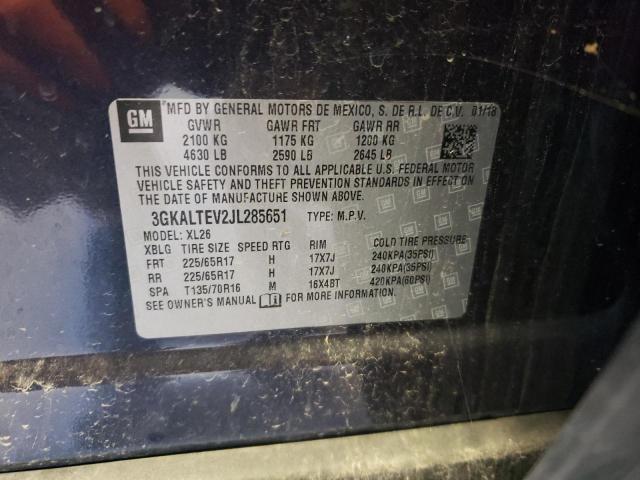 GM *MFD BY GENERAL MOTORS DE MEXICO, S. DE R.L. DE C.V. 01/18
GVWR GAWR FRT GAWR RR
2100 KG 1175 KG 1200 KG
4630 LB 2590 LB 2645 LB
THIS VEHICLE CONFORMS TO ALL APPLICABLE U.S. FEDERAL MOTOR
VEHICLE SAFETY AND THEFT PREVENTION STANDARDS IN EFFECT ON
THE DATE OF MANUFACTURE SHOWN ABOVE.
3GKALTEV2JL285651 TYPE: M.P.V.
MODEL: XL26
XBLG TIRE SIZE SPEED RTG RIM COLD TIRE PRESSURE
FRT 225/65R17 H 17X7J 240KPA(35PSI)
RR 225/65R17 H 17X7J 240KPA(35PSI)
SPA T135/70R16 M 16X4BT 420KPA(60PSI)
SEE OWNER'S MANUAL FOR MORE INFORMATION